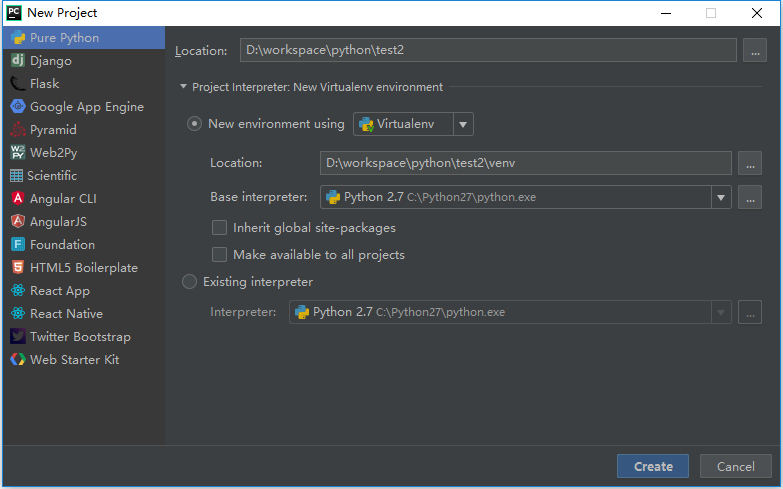 PC New Project
Pure Python
dj Django
Flask
Google App Engine
Pyramid
W2PY Web2Py
Scientific
Angular CLI
AngularJS
F Foundation
HTML5 Boilerplate
React App
React Native
Twitter Bootstrap
Web Starter Kit
Location: D:\workspace\python\test2 ...
Project Interpreter: New Virtualenv environment
New environment using Virtualenv
Location: D:\workspace\python\test2\venv ...
Base interpreter: Python 2.7 C:\Python27\python.exe ...
Inherit global site-packages
Make available to all projects
Existing interpreter
Interpreter: Python 2.7 C:\Python27\python.exe ...
Create Cancel